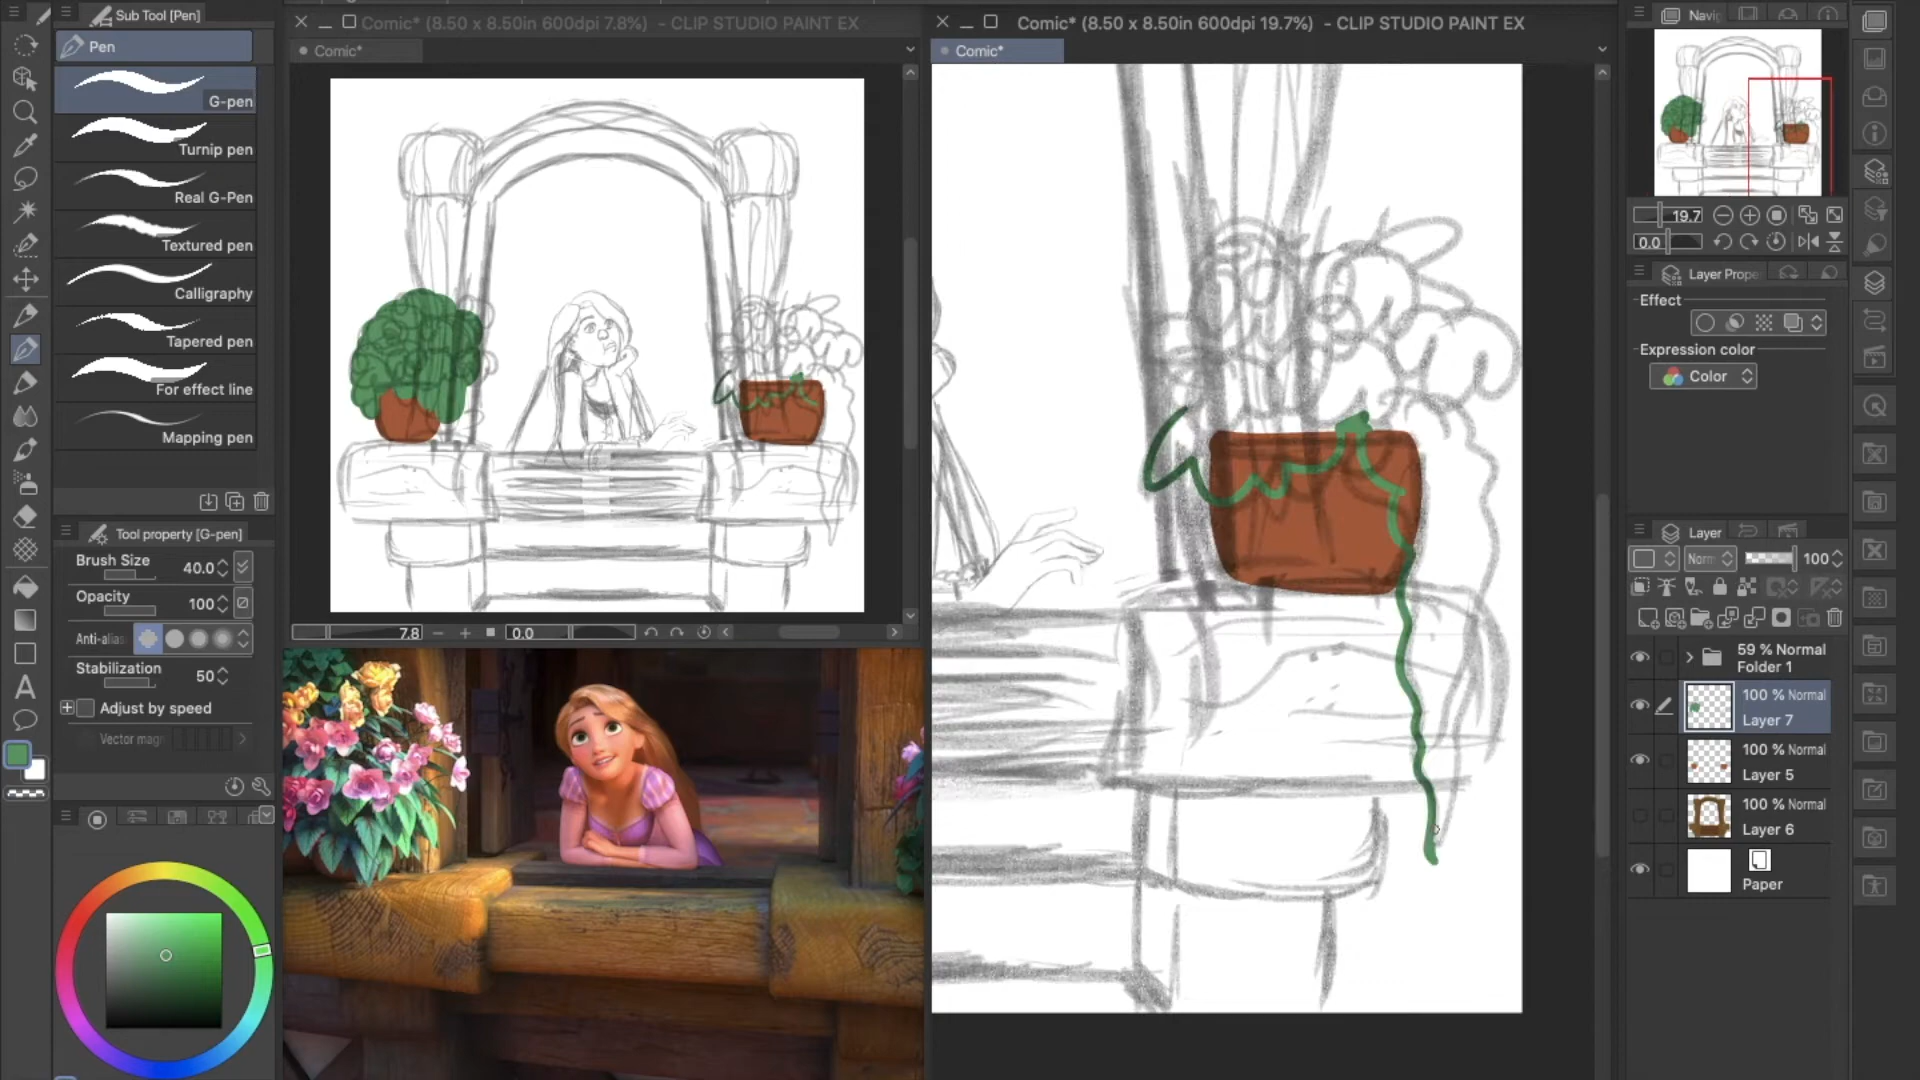 Sub Tool [Pen]
Pen
G-pen
Turnip pen
Real G-Pen
Textured pen
Calligraphy
Tapered pen
For effect line
Mapping pen
Tool property [G-pen]
Brush Size 40.0
Opacity 100
Anti-alias
Stabilization 50
Adjust by speed
Vector magn
Comic* (8.50 x 8.50in 600dpi 7.8%) - CLIP STUDIO PAINT EX
Comic*
7.8
0.0
Comic* (8.50 x 8.50in 600dpi 19.7%) - CLIP STUDIO PAINT EX
Comic*
Navig
19.7
0.0
Layer Prope
Effect
Expression color
Color
Layer
Norm 100
59 % Normal
Folder 1
100 % Normal
Layer 7
100 % Normal
Layer 5
100 % Normal
Layer 6
Paper